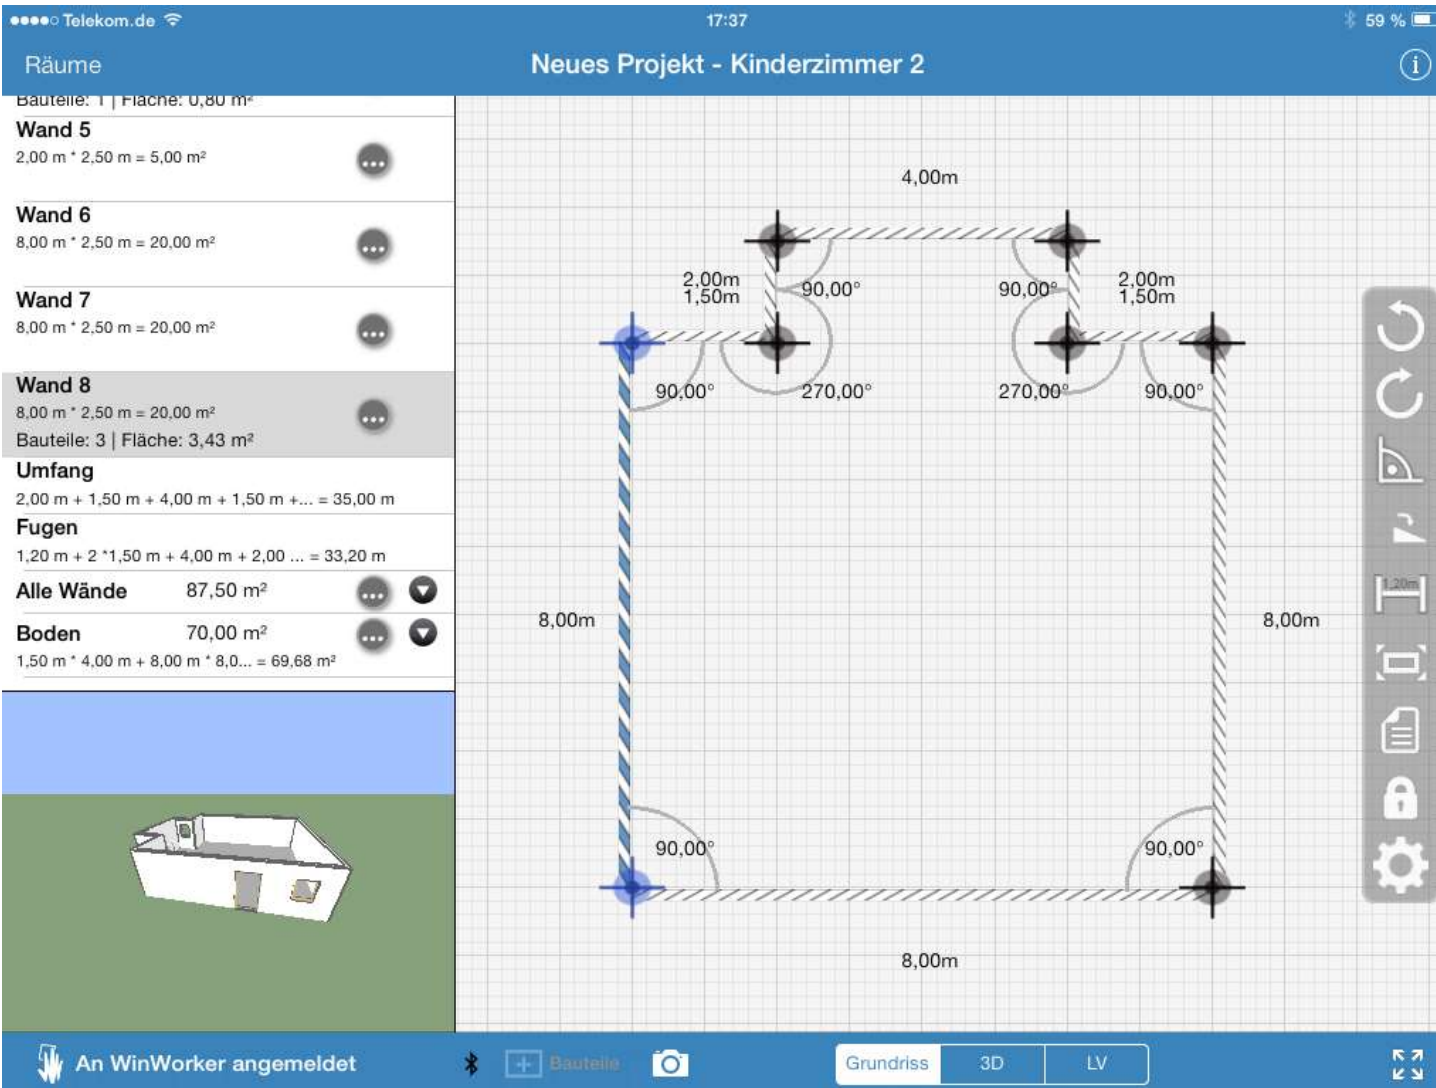 Telekom.de 17:37 59 %
Räume Neues Projekt - Kinderzimmer 2
Bauteile: 1 | Fläche: 0,80 m²
Wand 5
2,00 m * 2,50 m = 5,00 m²
Wand 6
8,00 m * 2,50 m = 20,00 m²
Wand 7
8,00 m * 2,50 m = 20,00 m²
Wand 8
8,00 m * 2,50 m = 20,00 m²
Bauteile: 3 | Fläche: 3,43 m²
Umfang
2,00 m + 1,50 m + 4,00 m + 1,50 m +... = 35,00 m
Fugen
1,20 m + 2 *1,50 m + 4,00 m + 2,00 ... = 33,20 m
Alle Wände 87,50 m²
Boden 70,00 m²
1,50 m * 4,00 m + 8,00 m * 8,0... = 69,68 m²
4,00m
2,00m 2,00m
1,50m 90,00° 90,00° 1,50m
90,00° 270,00° 270,00° 90,00°
1,20m
8,00m 8,00m
90,00° 90,00°
8,00m
An WinWorker angemeldet Bauteile Grundriss 3D LV